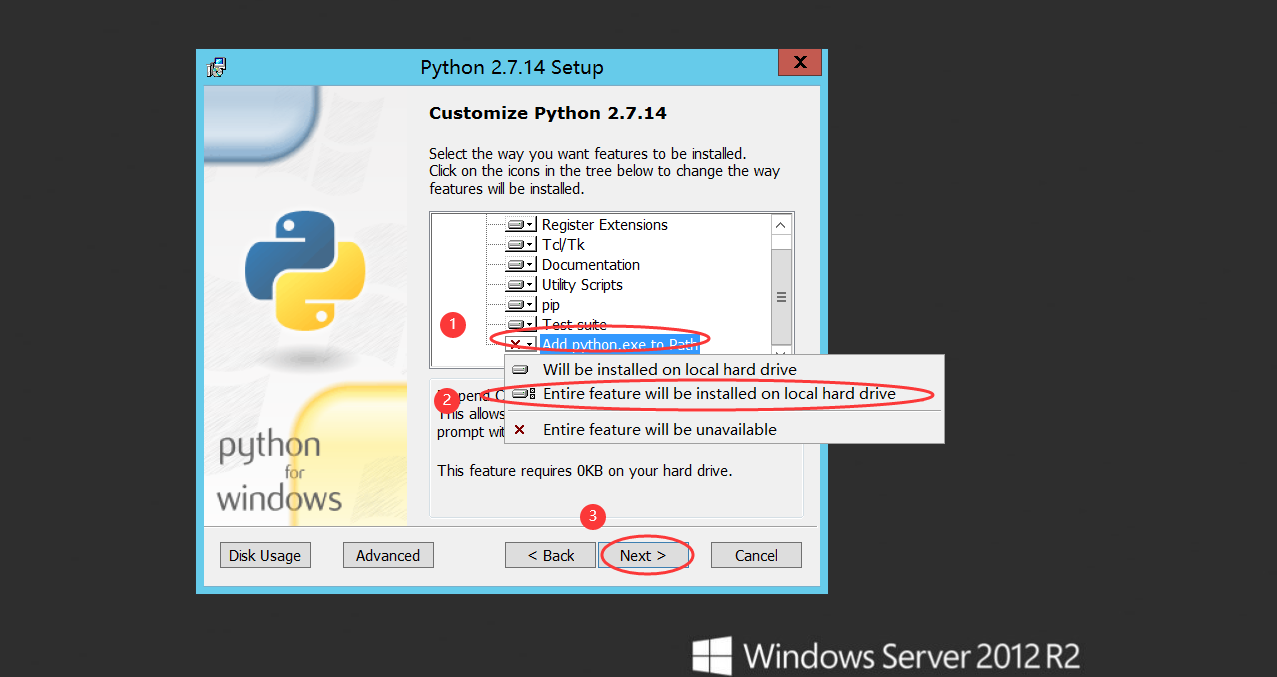 Python 2.7.14 Setup
X
Customize Python 2.7.14
Select the way you want features to be installed.
Click on the icons in the tree below to change the way
features will be installed.
Register Extensions
Tcl/Tk
Documentation
Utility Scripts
pip
1
Test suite
Add python.exe to Path
Will be installed on local hard drive
2
Entire feature will be installed on local hard drive
This allows
prompt
Entire feature will be unavailable
This feature requires 0KB on your hard drive.
python
for
windows
3
Disk Usage
Advanced
< Back
Next >
Cancel
Windows Server 2012 R2